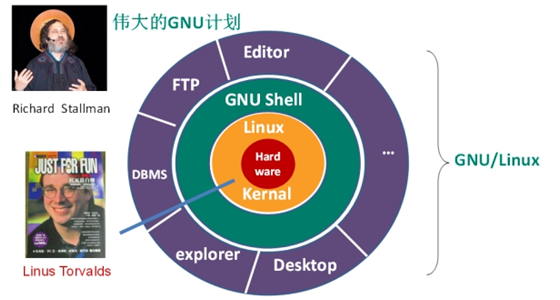 伟大的GNU计划
Richard Stallman
JUST FOR FUN
Linus Torvalds
Editor
FTP
DBMS
explorer
Desktop
...
GNU Shell
Linux
Hard
ware
Kernal
GNU/Linux